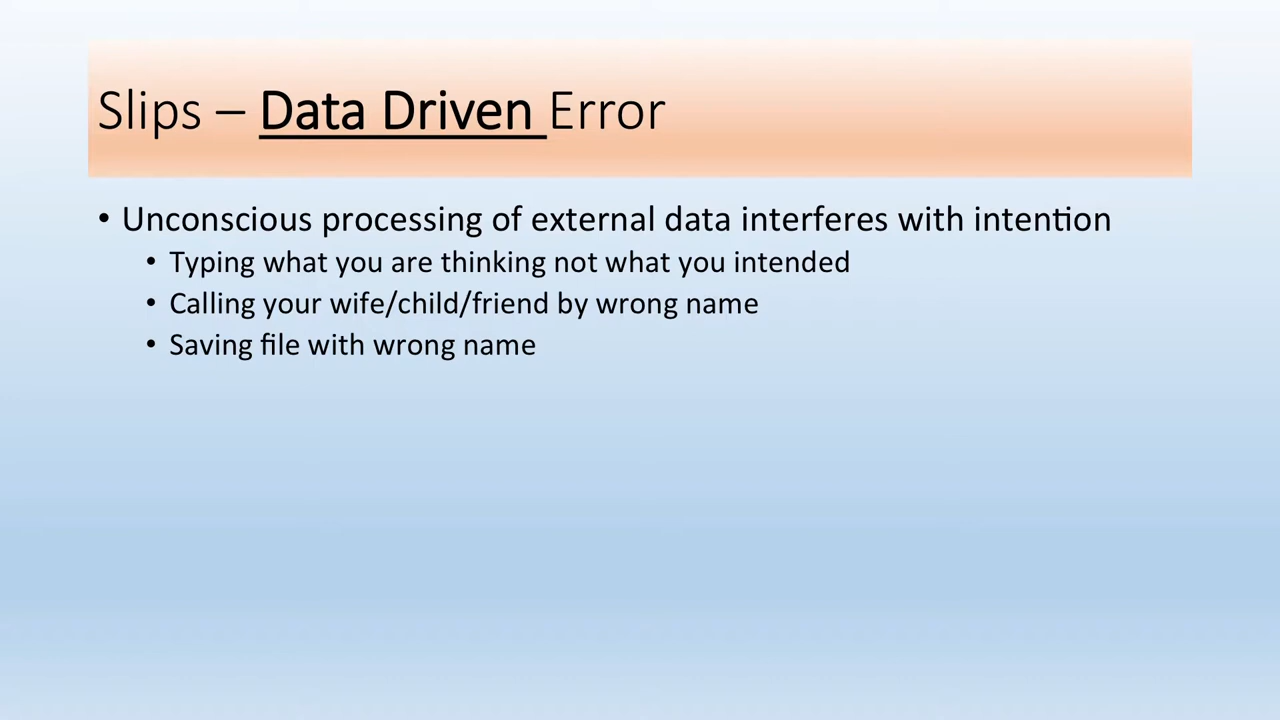 Slips – Data Driven Error
• Unconscious processing of external data interferes with intention
• Typing what you are thinking not what you intended
• Calling your wife/child/friend by wrong name
• Saving file with wrong name